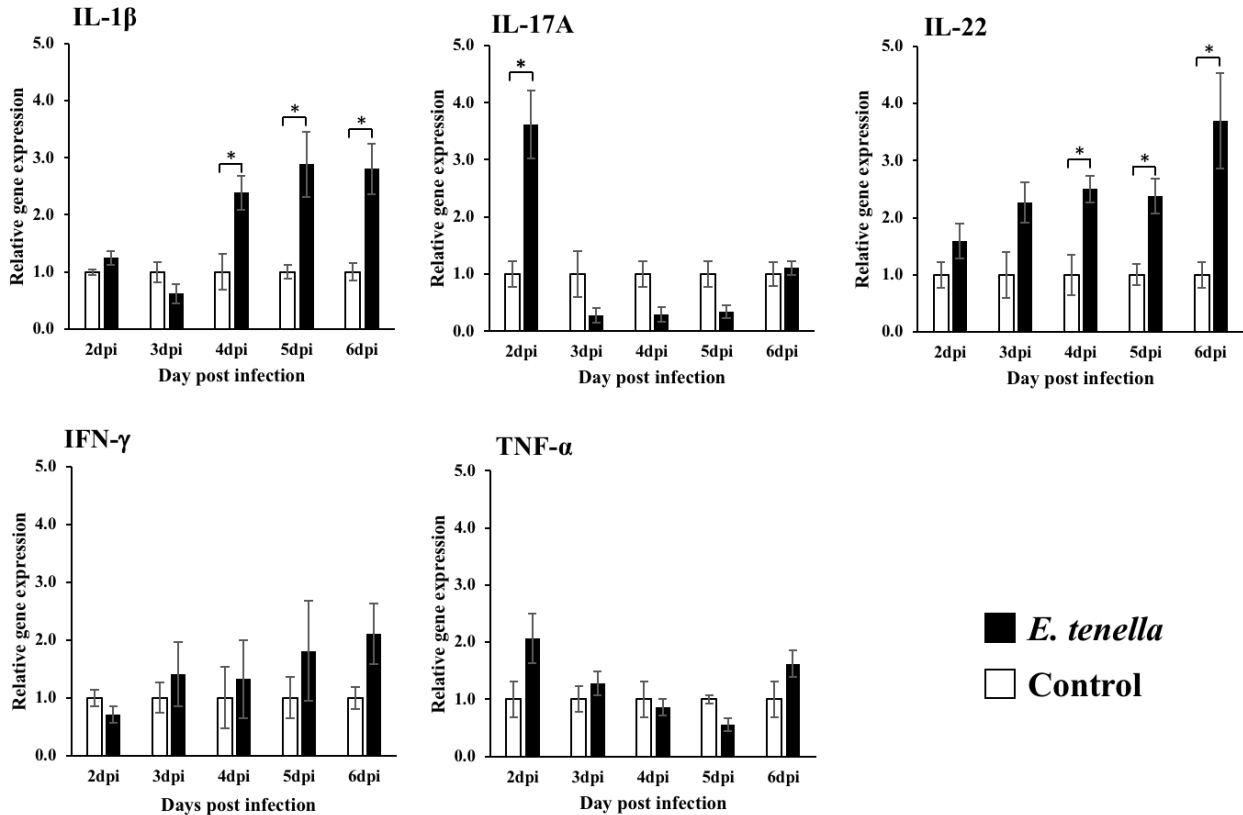 IL-1β
Relative gene expression
5.0
4.0
3.0
2.0
1.0
0.0
*
*
*
2dpi 3dpi 4dpi 5dpi 6dpi
Day post infection
IL-17A
Relative gene expression
5.0
4.0
3.0
2.0
1.0
0.0
*
2dpi 3dpi 4dpi 5dpi 6dpi
Day post infection
IL-22
Relative gene expression
5.0
4.0
3.0
2.0
1.0
0.0
*
*
*
2dpi 3dpi 4dpi 5dpi 6dpi
Day post infection
IFN-γ
Relative gene expression
5.0
4.0
3.0
2.0
1.0
0.0
2dpi 3dpi 4dpi 5dpi 6dpi
Days post infection
TNF-α
Relative gene expression
5.0
4.0
3.0
2.0
1.0
0.0
2dpi 3dpi 4dpi 5dpi 6dpi
Day post infection
E. tenella
Control